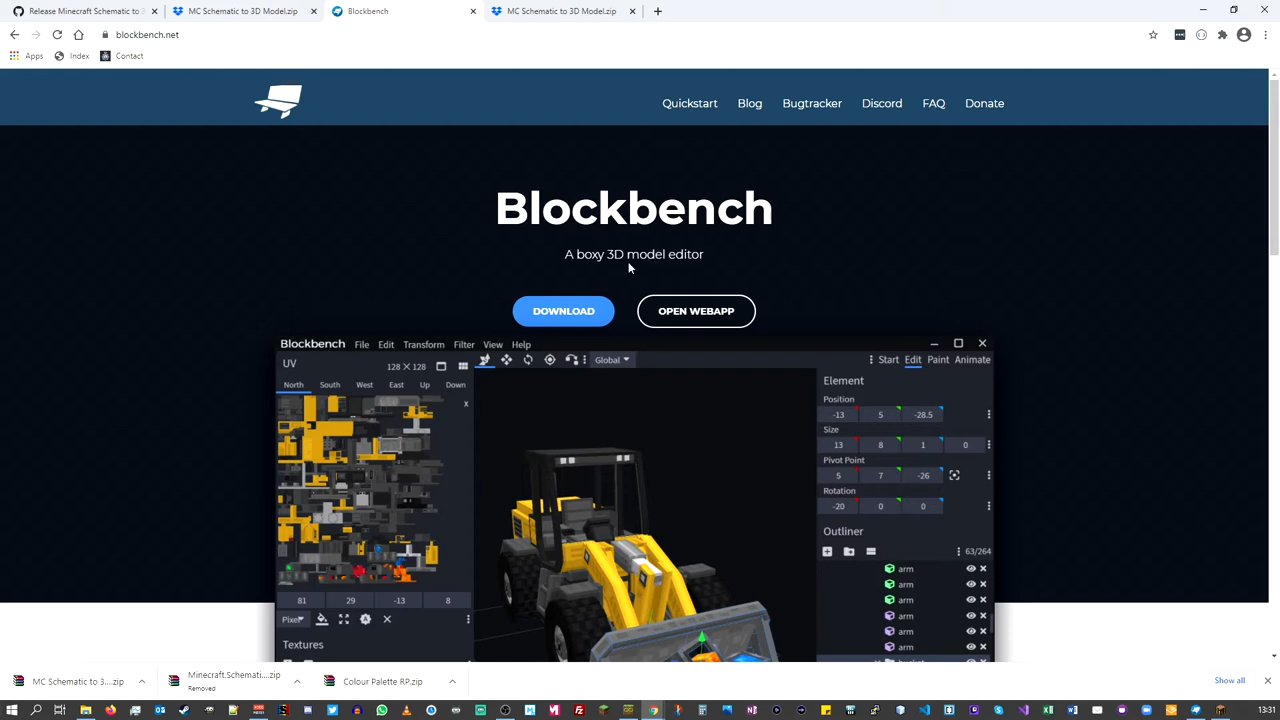 Release Minecraft Schematic to 3
MC Schematic to 3D Model.zip
Blockbench
MC Schematic to 3D Model.zip
blockbench.net
Apps
Index
Contact
Quickstart
Blog
Bugtracker
Discord
FAQ
Donate
Blockbench
A boxy 3D model editor
DOWNLOAD
OPEN WEBAPP
Blockbench File Edit Transform Filter View Help
UV
128 × 128
Global
Start Edit Paint Animate
North South West East Up Down
Element
Position
-13 5 -28.5
Size
13 8 1 0
Pivot Point
5 7 -26
Rotation
-20 0 0
Outliner
63/264
arm
arm
arm
arm
arm
arm
81 29 -13 8
Pixel
Textures
MC Schematic to 3....zip
Minecraft.Schemati....zip
Removed
Colour Palette RP.zip
Show all
13:31